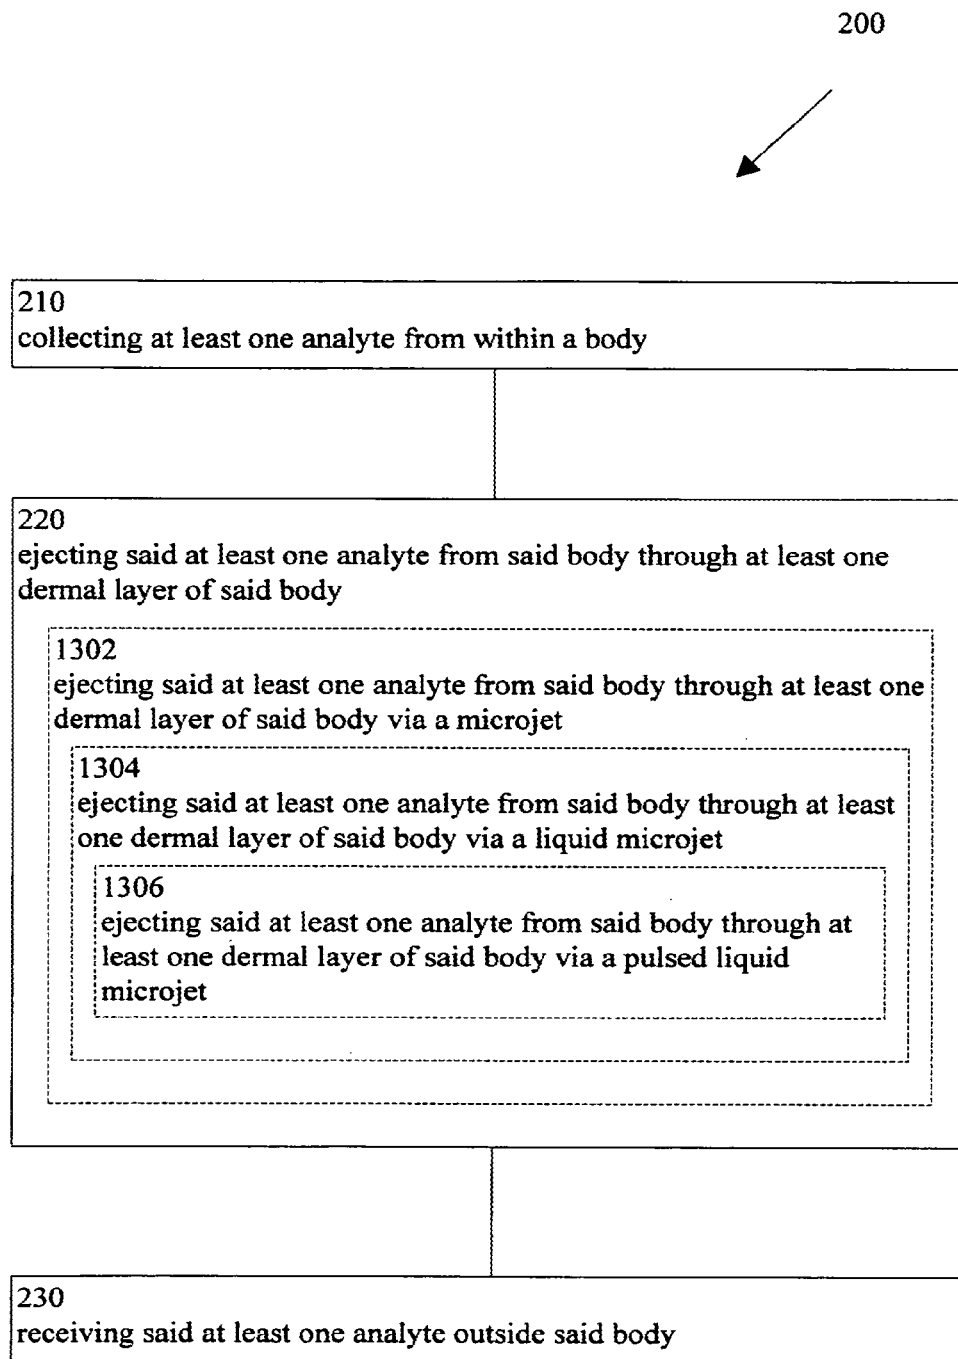 200
210
collecting at least one analyte from within a body
220
ejecting said at least one analyte from said body through at least one
dermal layer of said body
1302
ejecting said at least one analyte from said body through at least one
dermal layer of said body via a microjet
1304
ejecting said at least one analyte from said body through at least
one dermal layer of said body via a liquid microjet
1306
ejecting said at least one analyte from said body through at
least one dermal layer of said body via a pulsed liquid
microjet
230
receiving said at least one analyte outside said body